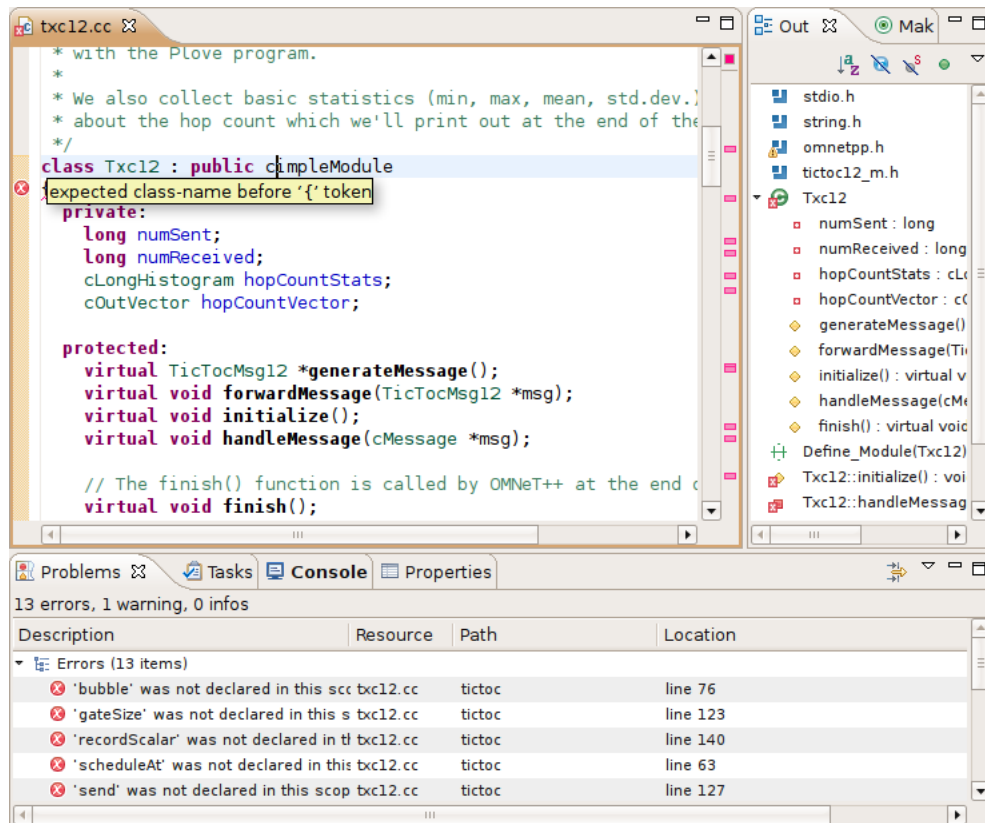 txc12.cc
* with the Plove program.
*
* We also collect basic statistics (min, max, mean, std.dev.)
* about the hop count which we'll print out at the end of the
*/
class Txc12 : public cimpleModule
expected class-name before '{' token
private:
long numSent;
long numReceived;
cLongHistogram hopCountStats;
cOutVector hopCountVector;
protected:
virtual TicTocMsg12 *generateMessage();
virtual void forwardMessage(TicTocMsg12 *msg);
virtual void initialize();
virtual void handleMessage(cMessage *msg);
// The finish() function is called by OMNeT++ at the end
virtual void finish();
Out Mak
stdio.h
string.h
omnetpp.h
tictoc12_m.h
Txc12
numSent : long
numReceived : long
hopCountStats : cLo
hopCountVector : cO
generateMessage()
forwardMessage(Tic
initialize() : virtual v
handleMessage(cMe
finish() : virtual void
Define_Module(Txc12)
Txc12::initialize() : voi
Txc12::handleMessag
Problems Tasks Console Properties
13 errors, 1 warning, 0 infos
Description Resource Path Location
Errors (13 items)
'bubble' was not declared in this sco txc12.cc tictoc line 76
'gateSize' was not declared in this s txc12.cc tictoc line 123
'recordScalar' was not declared in th txc12.cc tictoc line 140
'scheduleAt' was not declared in this txc12.cc tictoc line 63
'send' was not declared in this scop txc12.cc tictoc line 127